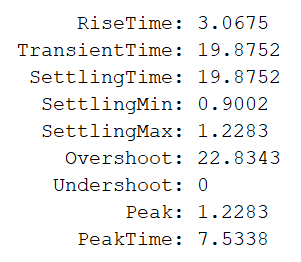 RiseTime: 3.0675
TransientTime: 19.8752
SettlingTime: 19.8752
SettlingMin: 0.9002
SettlingMax: 1.2283
Overshoot: 22.8343
Undershoot: 0
Peak: 1.2283
PeakTime: 7.5338